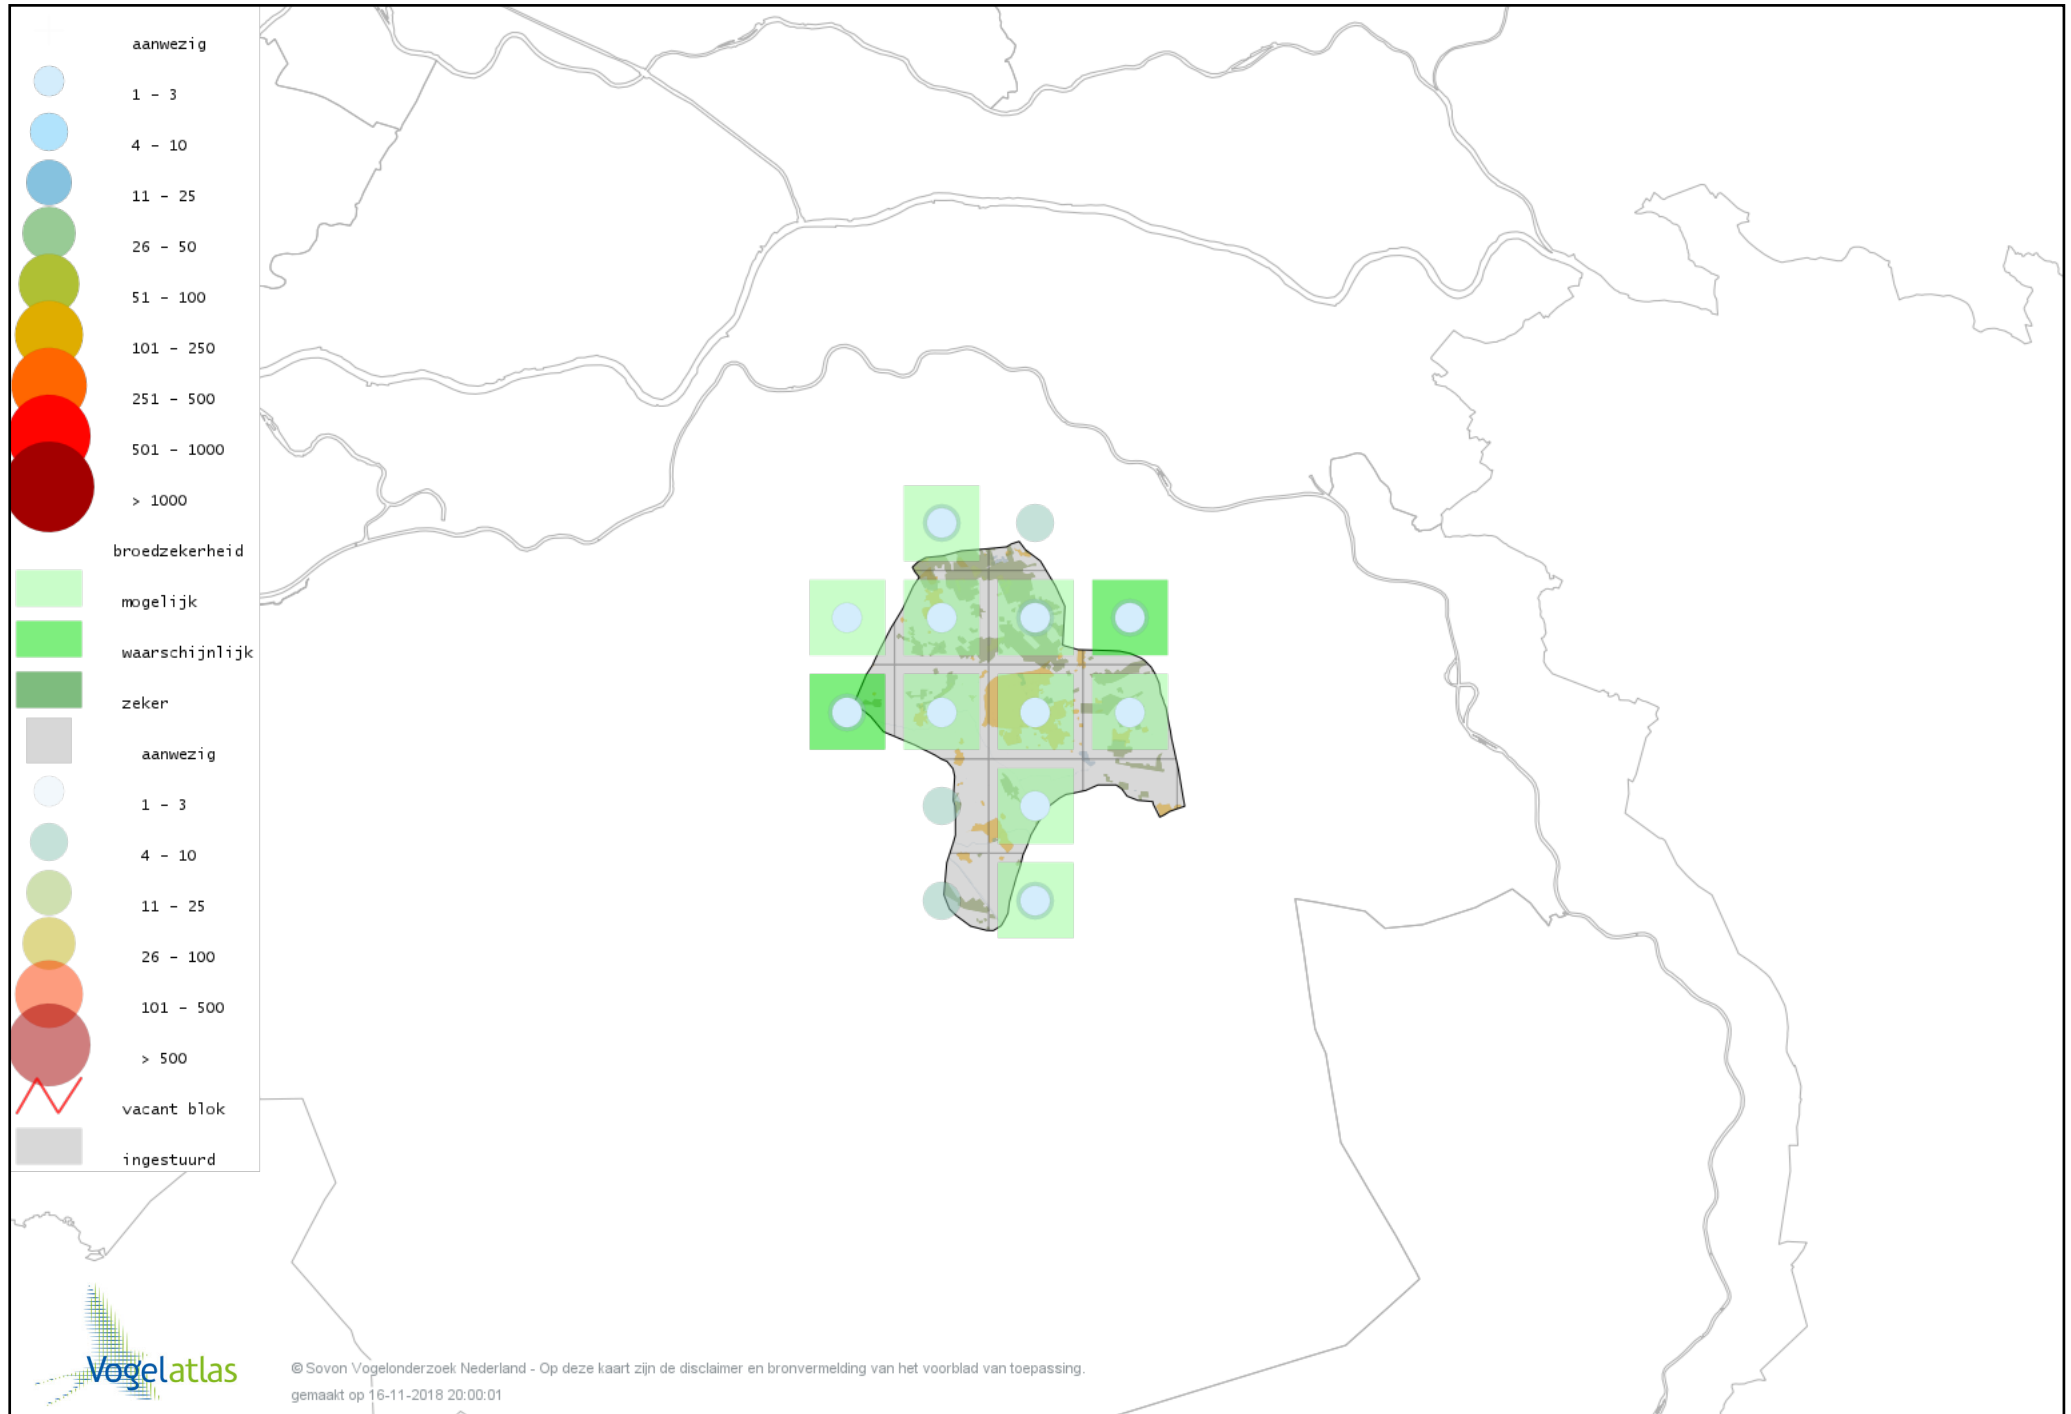 aanwezig
1 - 3
4 - 10
11 - 25
26 - 50
51 - 100
101 - 250
251 - 500
501 - 1000
> 1000
broedzekerheid
mogelijk
waarschijnlijk
zeker
aanwezig
1 - 3
4 - 10
11 - 25
26 - 100
101 - 500
> 500
vacant blok
ingestuurd
Vogelatlas
© Sovon Vogelonderzoek Nederland - Op deze kaart zijn de disclaimer en bronvermelding van het voorblad van toepassing.
gemaakt op 16-11-2018 20:00:01